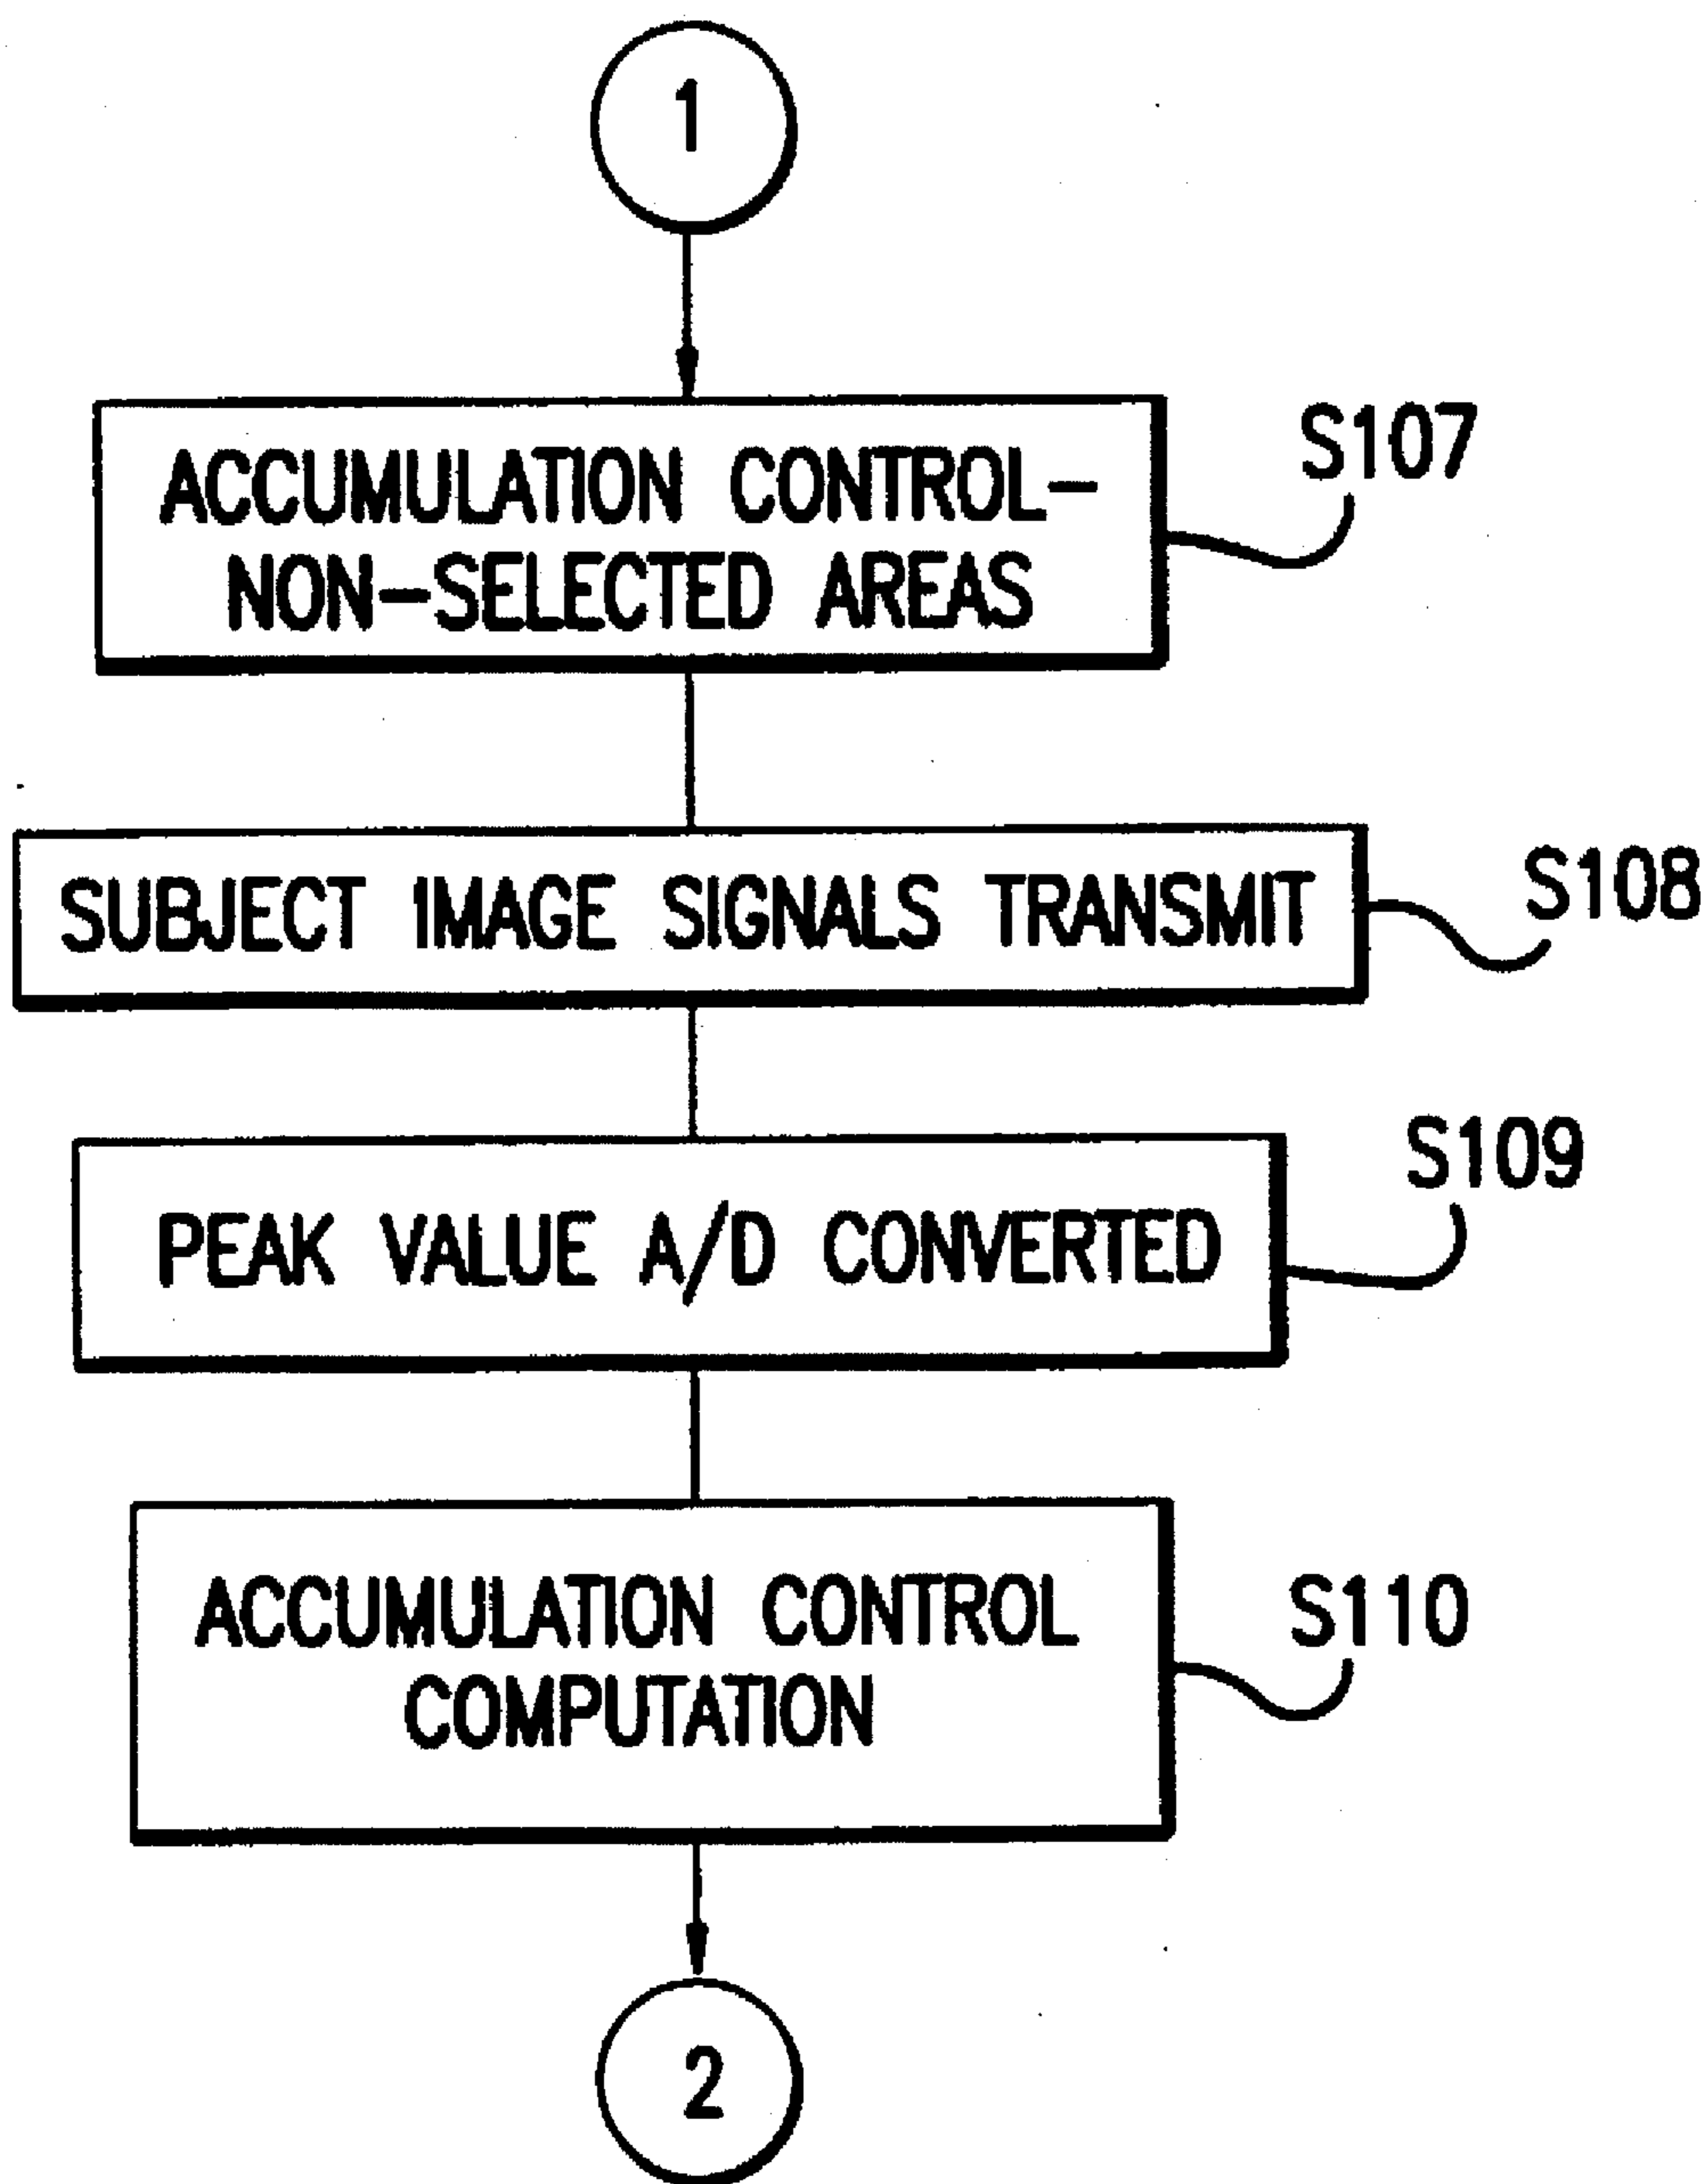 1
ACCUMULATION CONTROL-
NON-SELECTED AREAS
S107
SUBJECT IMAGE SIGNALS TRANSMIT
S108
PEAK VALUE A/D CONVERTED
S109
ACCUMULATION CONTROL
COMPUTATION
S110
2